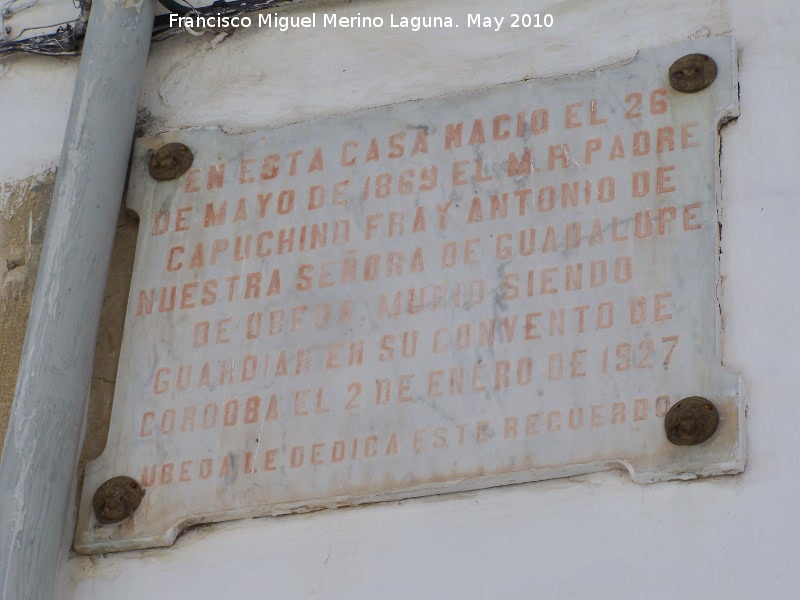 Francisco Miguel Merino Laguna. May 2010
EN ESTA CASA NACIO EL 26
DE MAYO DE 1869 EL M.R. PADRE
CAPUCHINO FRAY ANTONIO DE
NUESTRA SEÑORA DE GUADALUPE
DE UBEDA. MURIO SIENDO
GUARDIAN EN SU CONVENTO DE
CORDOBA EL 2 DE ENERO DE 1927
UBEDA LE DEDICA ESTE RECUERDO